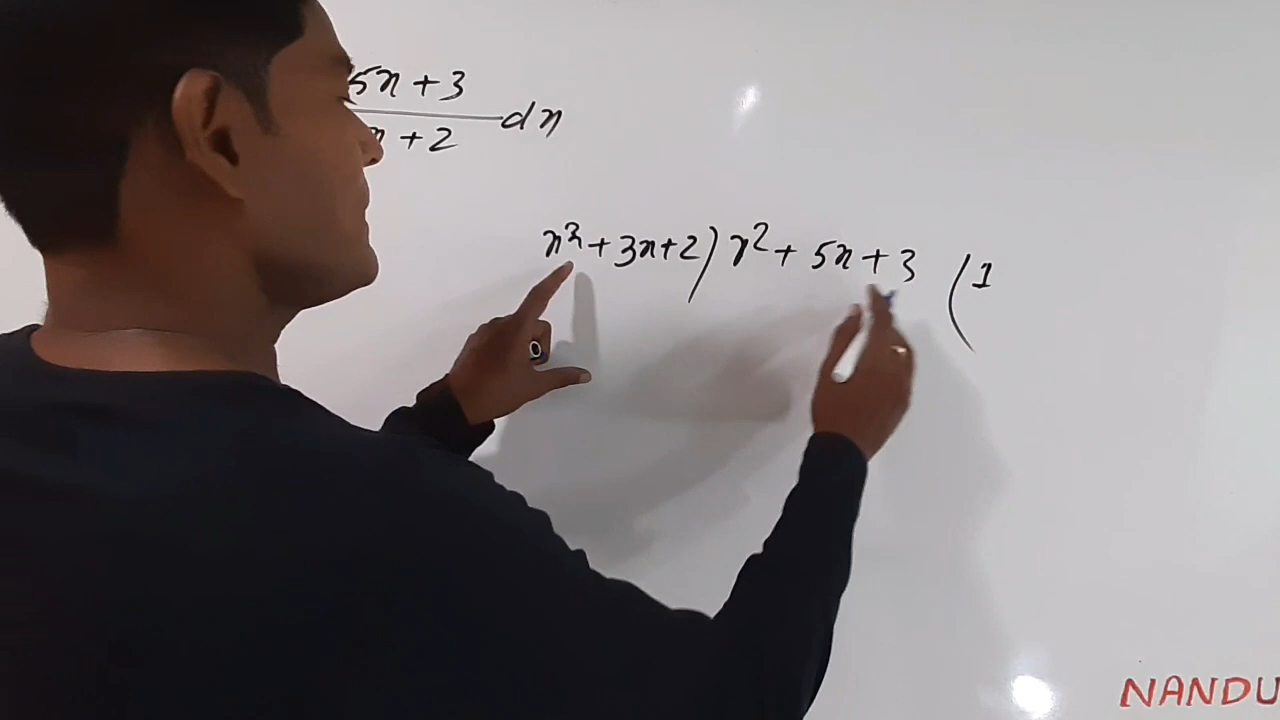 5x + 3
x + 2 dx
x² + 3x + 2 ) x² + 5x + 3 ( 1
NANDU